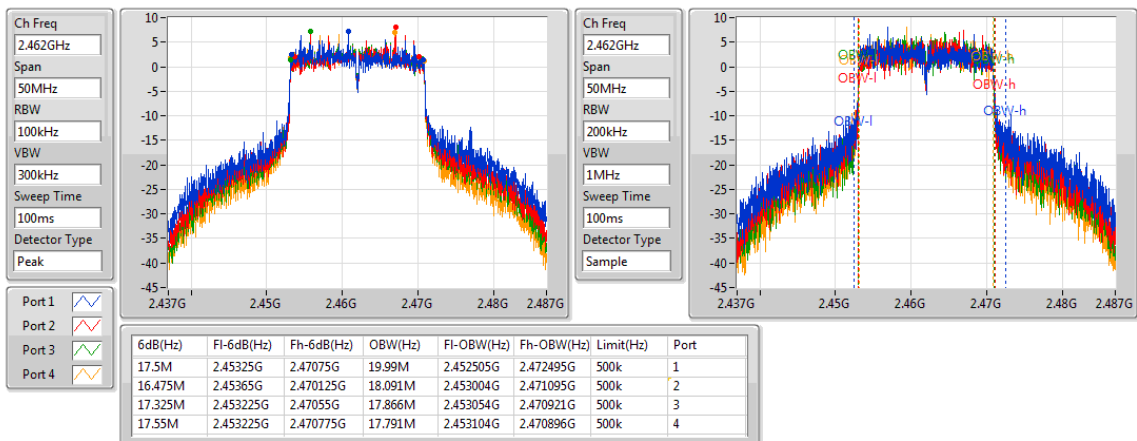 Ch Freq
2.462GHz
Span
50MHz
RBW
100kHz
VBW
300kHz
Sweep Time
100ms
Detector Type
Peak
10
5
0
-5
-10
-15
-20
-25
-30
-35
-40
-45
2.437G 2.45G 2.46G 2.47G 2.48G 2.487G
Ch Freq
2.462GHz
Span
50MHz
RBW
200kHz
VBW
1MHz
Sweep Time
100ms
Detector Type
Sample
10
5
0
-5
-10
-15
-20
-25
-30
-35
-40
-45
OBW-l
OBW-h
OBW-l
OBW-h
OBW-l
OBW-h
2.437G 2.45G 2.46G 2.47G 2.48G 2.487G
Port 1
Port 2
Port 3
Port 4
6dB(Hz) Fl-6dB(Hz) Fh-6dB(Hz) OBW(Hz) Fl-OBW(Hz) Fh-OBW(Hz) Limit(Hz) Port
17.5M 2.45325G 2.47075G 19.99M 2.452505G 2.472495G 500k 1
16.475M 2.45365G 2.470125G 18.091M 2.453004G 2.471095G 500k 2
17.325M 2.453225G 2.47055G 17.866M 2.453054G 2.470921G 500k 3
17.55M 2.453225G 2.470775G 17.791M 2.453104G 2.470896G 500k 4